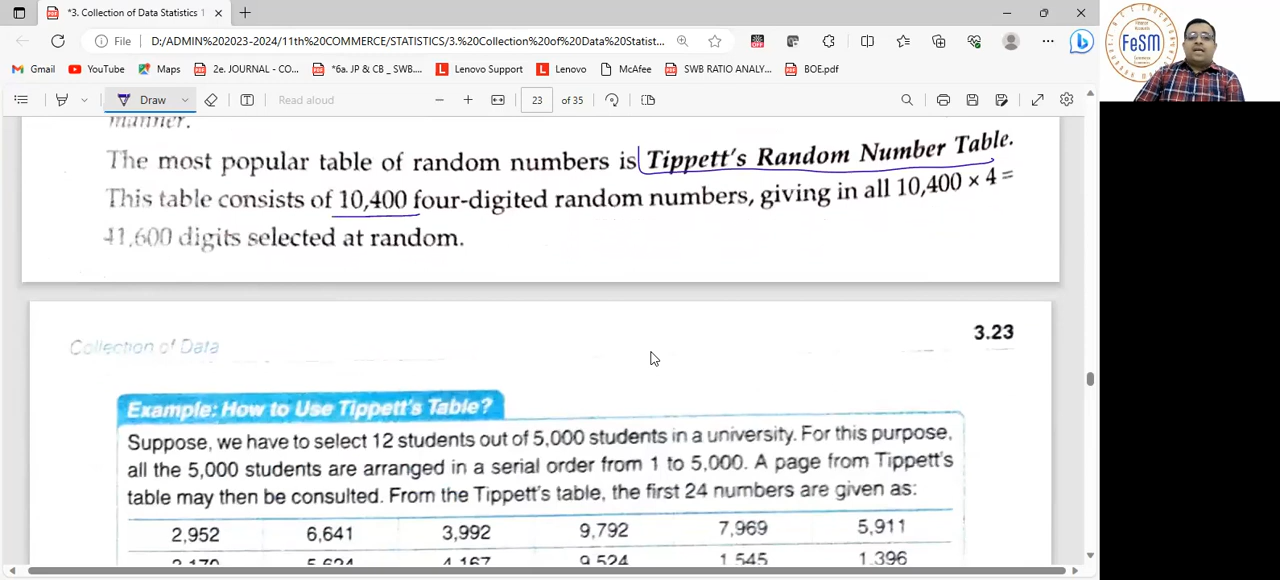 *3. Collection of Data Statistics 1
File
D:/ADMIN%202023-2024/11th%20COMMERCE/STATISTICS/3.%20Collection%20of%20Data%20Statist...
Gmail YouTube Maps 2e. JOURNAL - CO... *6a. JP & CB _ SWB.... Lenovo Support Lenovo McAfee SWB RATIO ANALY... BOE.pdf
Draw Read aloud 23 of 35
FeSM
manner.
The most popular table of random numbers is Tippett's Random Number Table.
This table consists of 10,400 four-digited random numbers, giving in all 10,400 × 4 =
41,600 digits selected at random.
Collection of Data 3.23
Example: How to Use Tippett's Table?
Suppose, we have to select 12 students out of 5,000 students in a university. For this purpose,
all the 5,000 students are arranged in a serial order from 1 to 5,000. A page from Tippett's
table may then be consulted. From the Tippett's table, the first 24 numbers are given as:
2,952 6,641 3,992 9,792 7,969 5,911
3,170 5,624 4,167 9,524 1,545 1,396